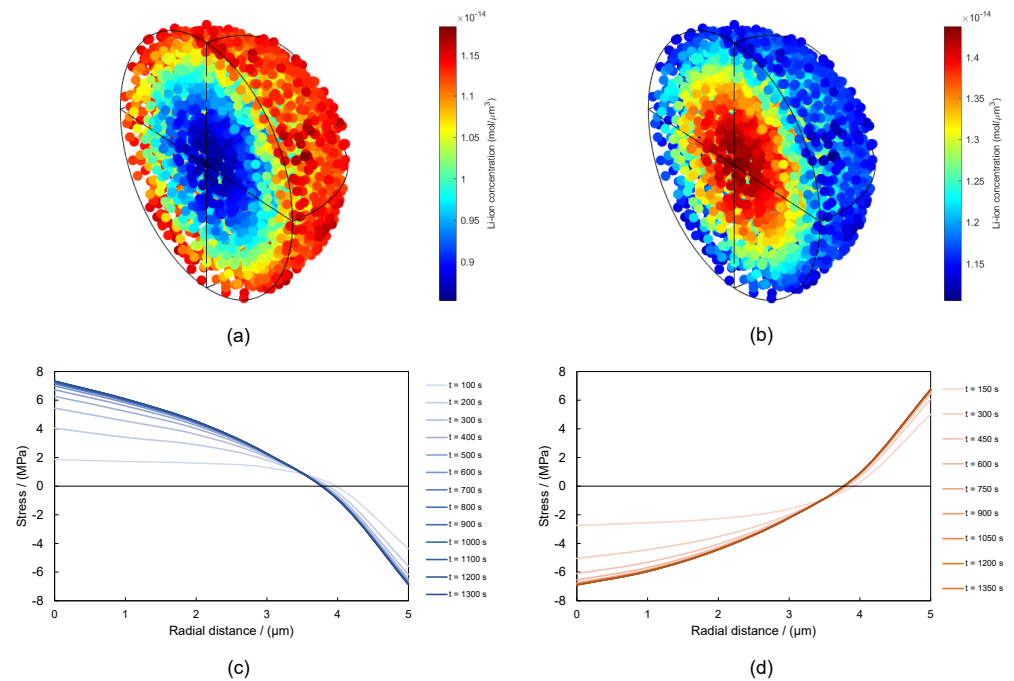 ×10⁻¹⁴
1.15
1.1
1.05
1
0.95
0.9
Li-ion concentration (mol/μm³)
(a)
×10⁻¹⁴
1.4
1.35
1.3
1.25
1.2
1.15
Li-ion concentration (mol/μm³)
(b)
8
6
4
2
0
-2
-4
-6
-8
Stress / (MPa)
0 1 2 3 4 5
Radial distance / (μm)
t = 100 s
t = 200 s
t = 300 s
t = 400 s
t = 500 s
t = 600 s
t = 700 s
t = 800 s
t = 900 s
t = 1000 s
t = 1100 s
t = 1200 s
t = 1300 s
(c)
8
6
4
2
0
-2
-4
-6
-8
Stress / (MPa)
0 1 2 3 4 5
Radial distance / (μm)
t = 150 s
t = 300 s
t = 450 s
t = 600 s
t = 750 s
t = 900 s
t = 1050 s
t = 1200 s
t = 1350 s
(d)